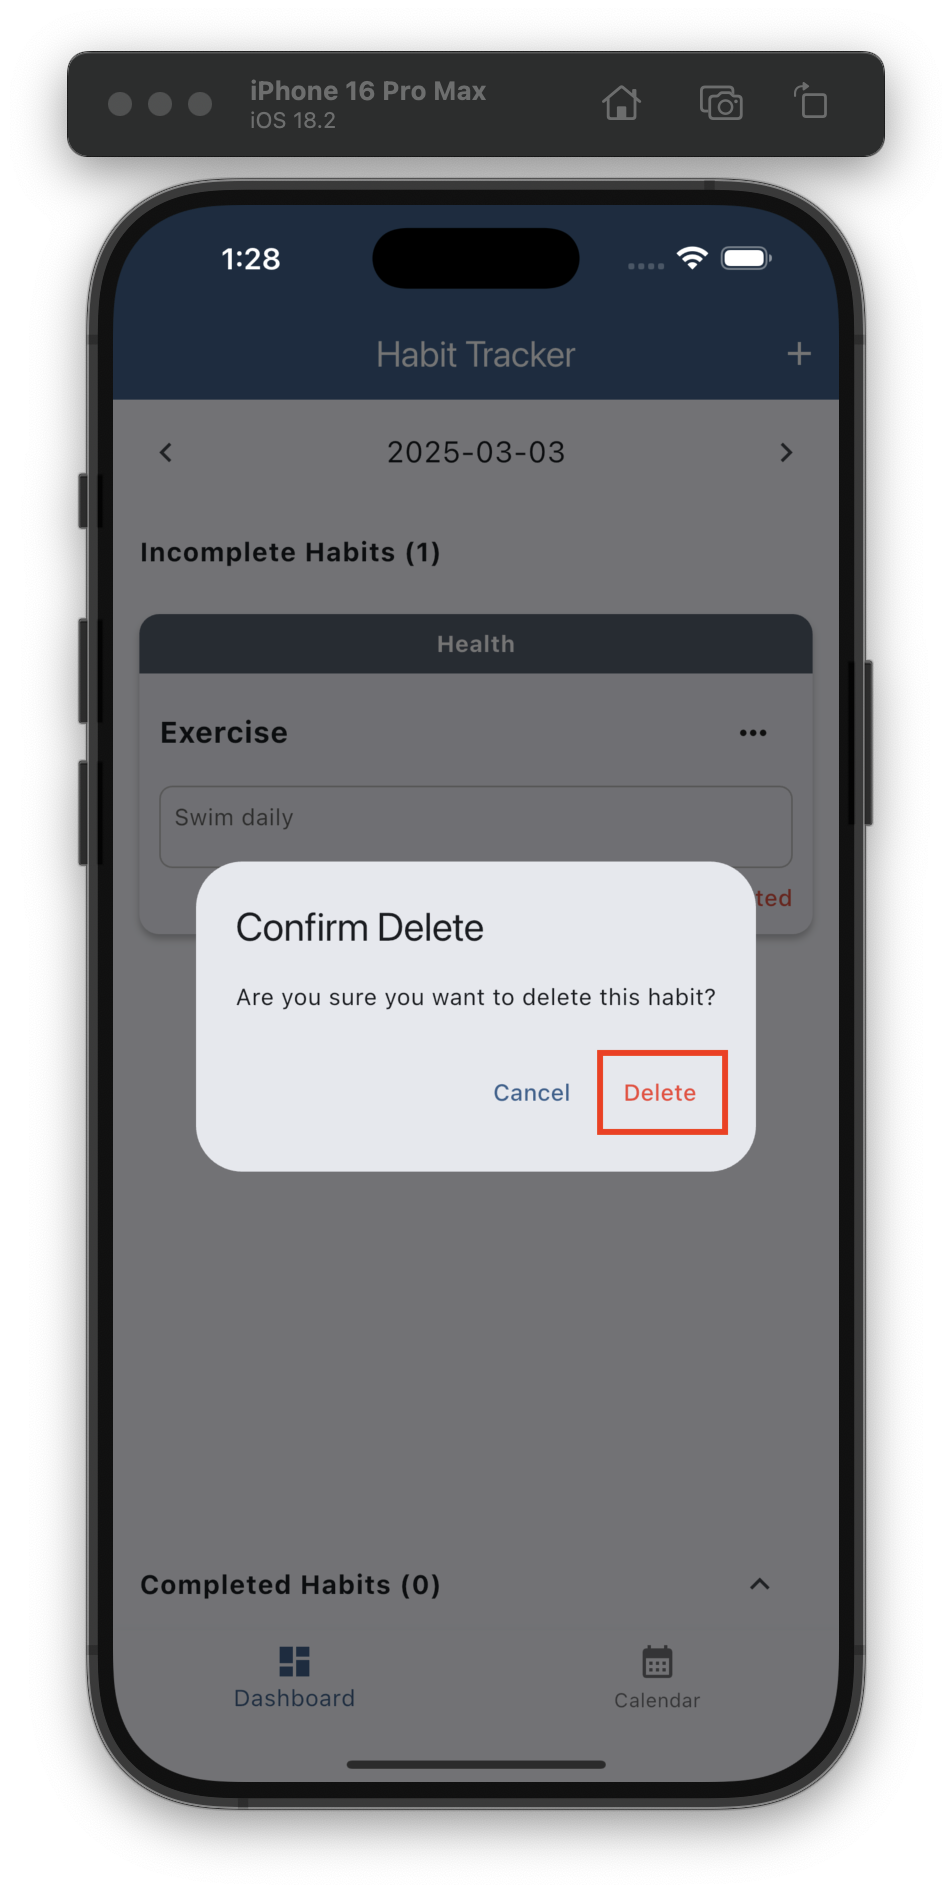 iPhone 16 Pro Max
iOS 18.2
1:28
Habit Tracker
2025-03-03
Incomplete Habits (1)
Health
Exercise
Swim daily
ted
Confirm Delete
Are you sure you want to delete this habit?
Cancel
Delete
Completed Habits (0)
Dashboard
Calendar